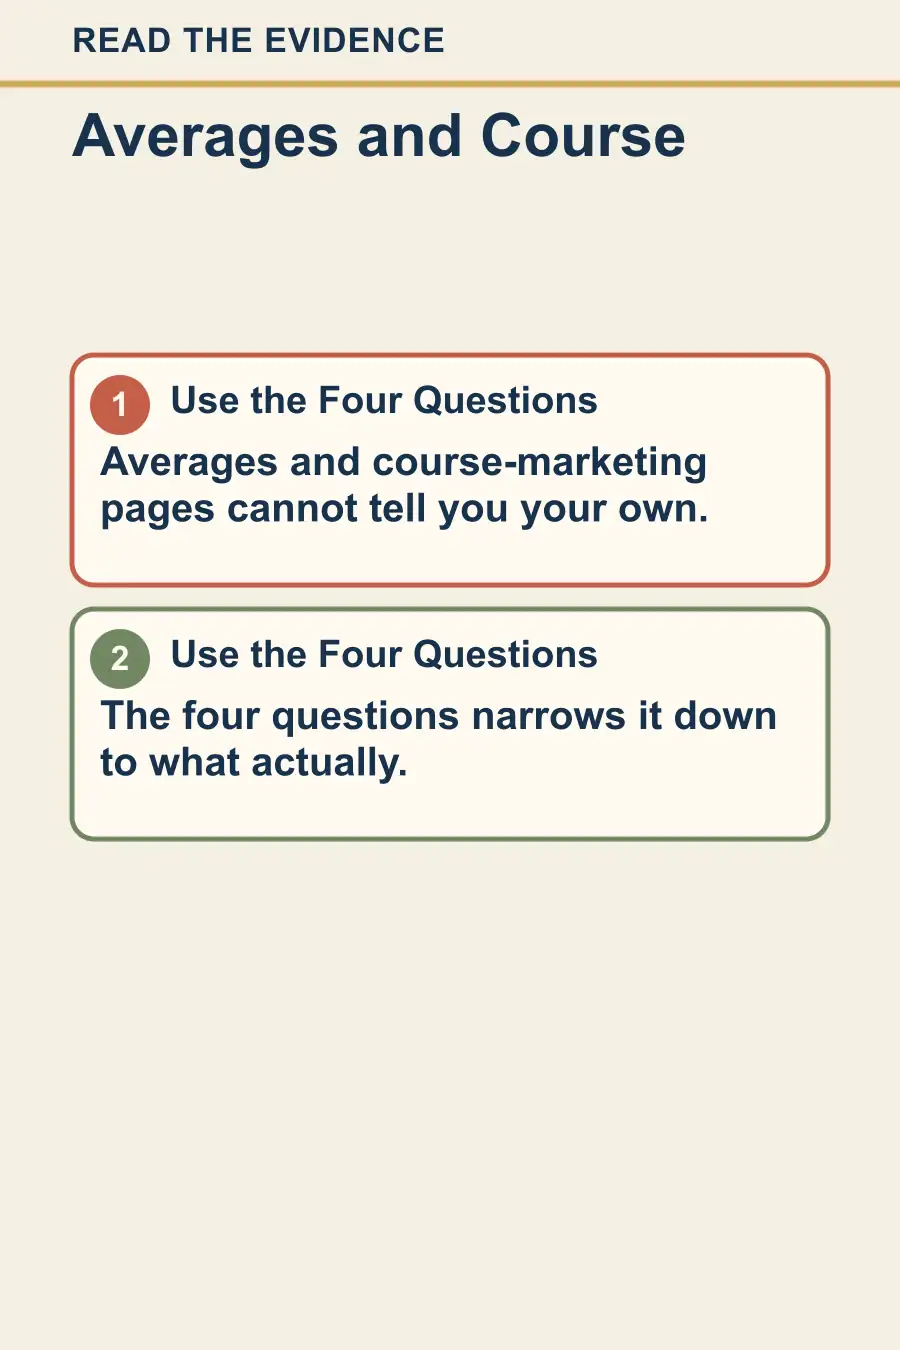 READ THE EVIDENCE
Averages and Course
1 Use the Four Questions
Averages and course-marketing
pages cannot tell you your own.
2 Use the Four Questions
The four questions narrows it down
to what actually.